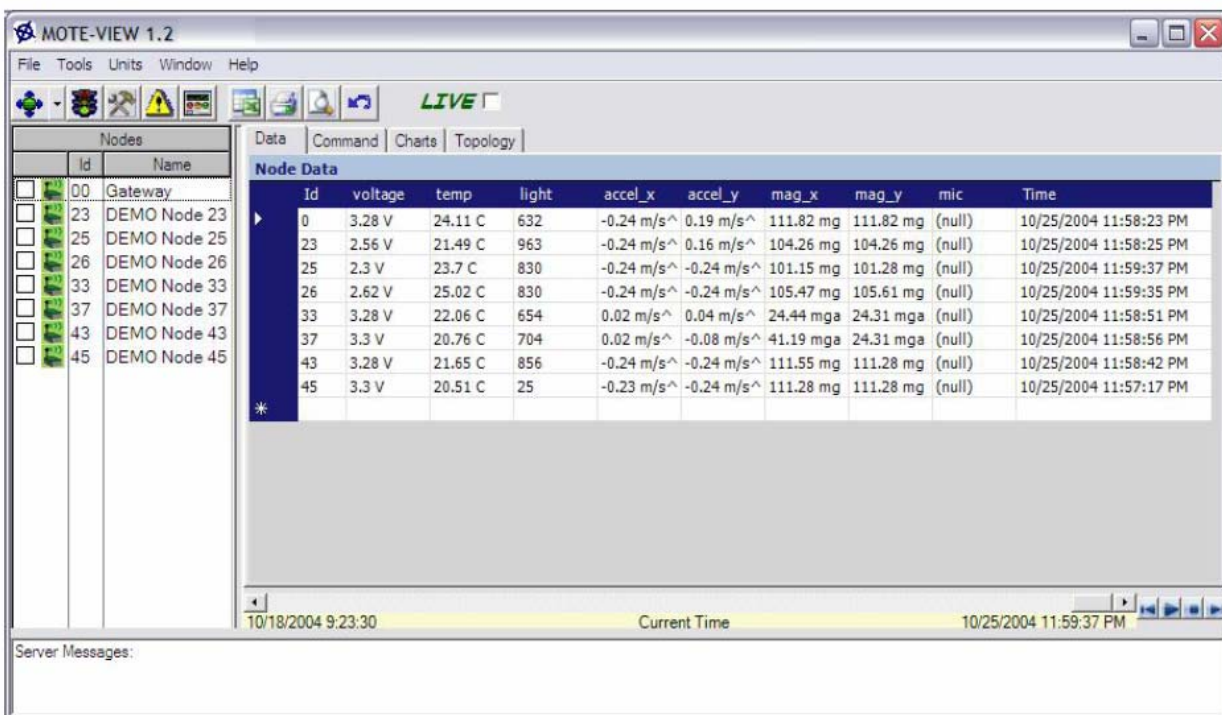 MOTE-VIEW 1.2
File Tools Units Window Help
LIVE
Nodes
Id Name
00 Gateway
23 DEMO Node 23
25 DEMO Node 25
26 DEMO Node 26
33 DEMO Node 33
37 DEMO Node 37
43 DEMO Node 43
45 DEMO Node 45
Data Command Charts Topology
Node Data
Id voltage temp light accel_x accel_y mag_x mag_y mic Time
0 3.28 V 24.11 C 632 -0.24 m/s^ 0.19 m/s^ 111.82 mg 111.82 mg (null) 10/25/2004 11:58:23 PM
23 2.56 V 21.49 C 963 -0.24 m/s^ 0.16 m/s^ 104.26 mg 104.26 mg (null) 10/25/2004 11:58:25 PM
25 2.3 V 23.7 C 830 -0.24 m/s^ -0.24 m/s^ 101.15 mg 101.28 mg (null) 10/25/2004 11:59:37 PM
26 2.62 V 25.02 C 830 -0.24 m/s^ -0.24 m/s^ 105.47 mg 105.61 mg (null) 10/25/2004 11:59:35 PM
33 3.28 V 22.06 C 654 0.02 m/s^ 0.04 m/s^ 24.44 mga 24.31 mga (null) 10/25/2004 11:58:51 PM
37 3.3 V 20.76 C 704 0.02 m/s^ -0.08 m/s^ 41.19 mga 24.31 mga (null) 10/25/2004 11:58:56 PM
43 3.28 V 21.65 C 856 -0.24 m/s^ -0.24 m/s^ 111.55 mg 111.28 mg (null) 10/25/2004 11:58:42 PM
45 3.3 V 20.51 C 25 -0.23 m/s^ -0.24 m/s^ 111.28 mg 111.28 mg (null) 10/25/2004 11:57:17 PM
10/18/2004 9:23:30 Current Time 10/25/2004 11:59:37 PM
Server Messages: